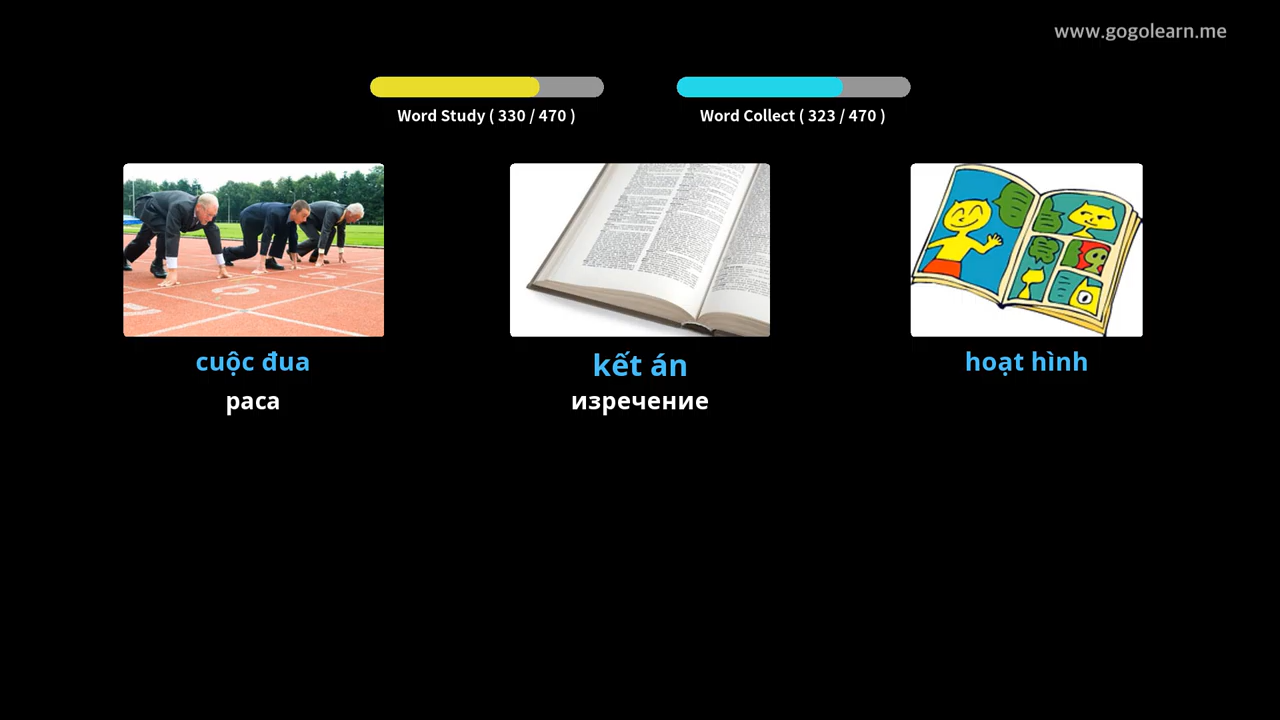 www.gogolearn.me
Word Study ( 330 / 470 )
Word Collect ( 323 / 470 )
cuộc đua
kết án
hoạt hình
раса
изречение